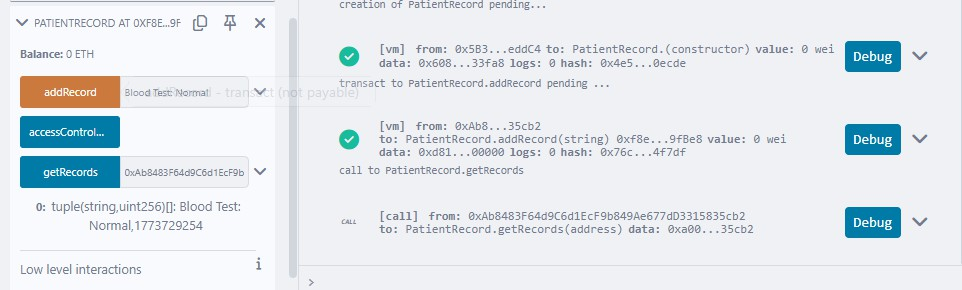 PATIENTRECORD AT 0XF8E...9F
Balance: 0 ETH
addRecord
Blood Test: Normal
addRecord - transact (not payable)
accessControl...
getRecords
0xAb8483F64d9C6d1EcF9b
0: tuple(string,uint256)[]: Blood Test:
Normal,1773729254
Low level interactions
i
creation of PatientRecord pending...
[vm] from: 0x5B3...eddC4 to: PatientRecord.(constructor) value: 0 wei
data: 0x608...33fa8 logs: 0 hash: 0x4e5...0ecde
Debug
transact to PatientRecord.addRecord pending ...
[vm] from: 0xAb8...35cb2
to: PatientRecord.addRecord(string) 0xf8e...9fBe8 value: 0 wei
data: 0xd81...00000 logs: 0 hash: 0x76c...4f7df
Debug
call to PatientRecord.getRecords
CALL
[call] from: 0xAb8483F64d9C6d1EcF9b849Ae677dD3315835cb2
to: PatientRecord.getRecords(address) data: 0xa00...35cb2
Debug
>